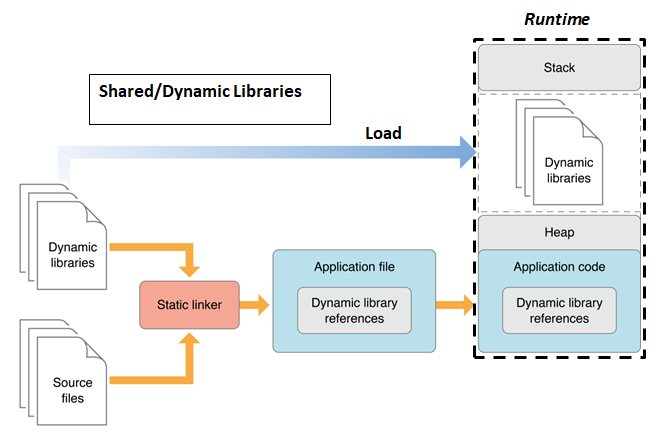 Runtime
Shared/Dynamic Libraries
Stack
Load
Dynamic
libraries
Dynamic
libraries
Heap
Static linker
Application file
Dynamic library
references
Application code
Dynamic library
references
Source
files